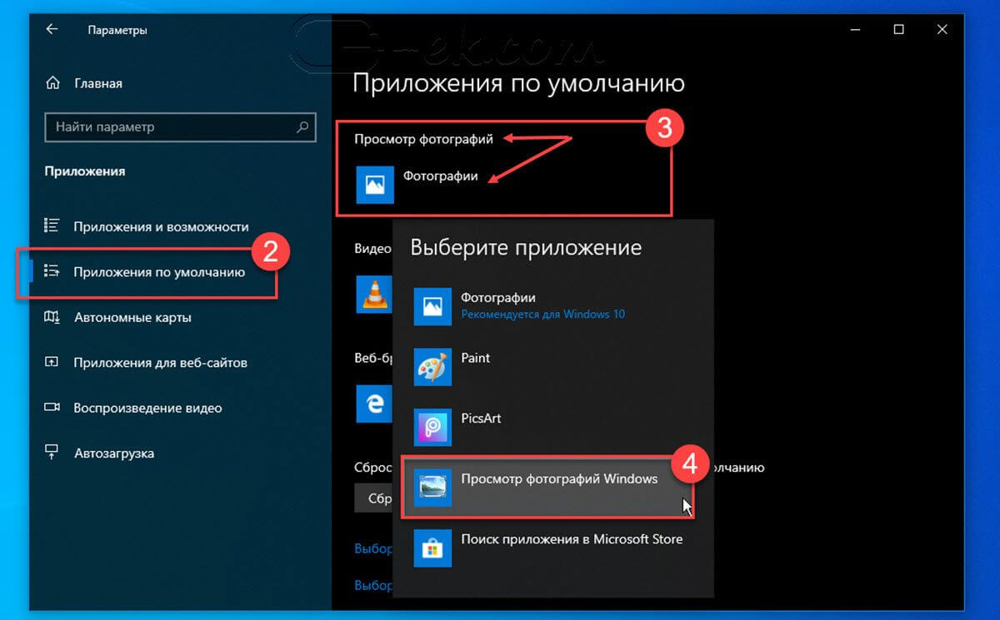 Параметры
Главная
Найти параметр
Приложения
Приложения и возможности
2
Приложения по умолчанию
Автономные карты
Приложения для веб-сайтов
Воспроизведение видео
Автозагрузка
-ek.com
Приложения по умолчанию
3
Просмотр фотографий
Фотографии
Видео
Веб-бр
Сброс
олчанию
Сбр
Выбор
Выбор
Выберите приложение
Фотографии
Рекомендуется для Windows 10
Paint
PicsArt
4
Просмотр фотографий Windows
Поиск приложения в Microsoft Store